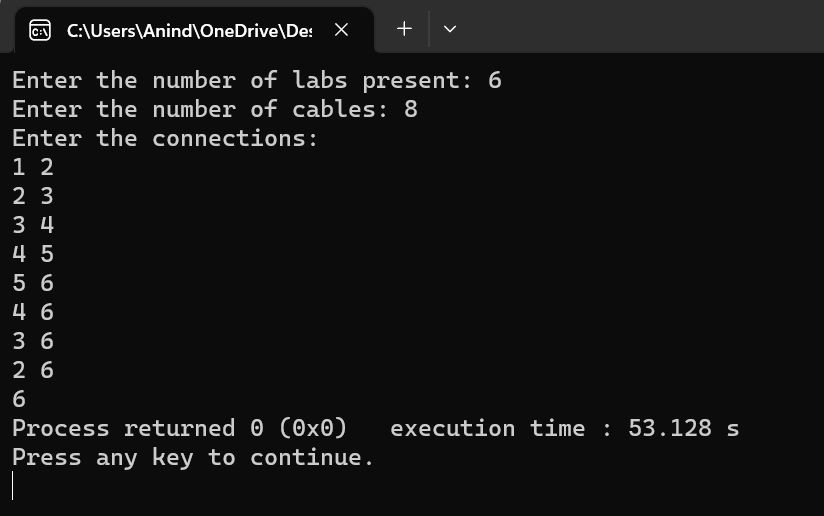 C:\Users\Anind\OneDrive\Des
Enter the number of labs present: 6
Enter the number of cables: 8
Enter the connections:
1 2
2 3
3 4
4 5
5 6
4 6
3 6
2 6
6
Process returned 0 (0x0)   execution time : 53.128 s
Press any key to continue.